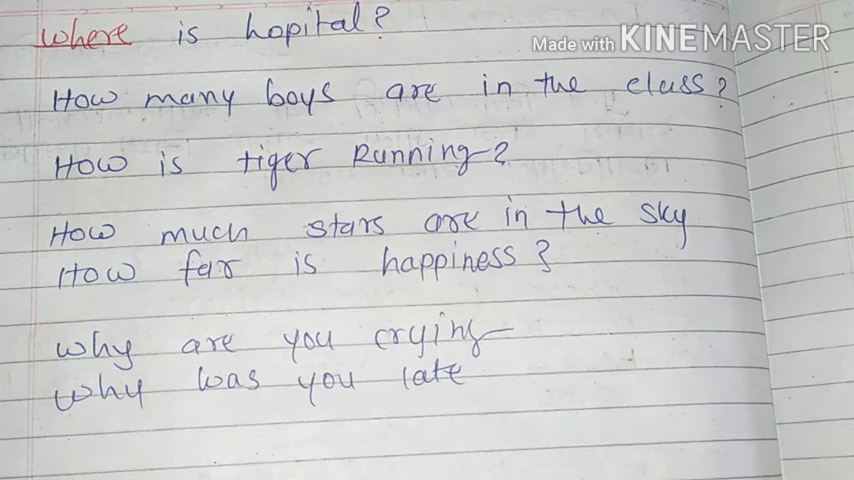 Where is hopital?
Made with KINEMASTER
How many boys are in the class?
How is tiger Running?
How much stars are in the sky
How far is happiness?
Why are you crying
Why was you late